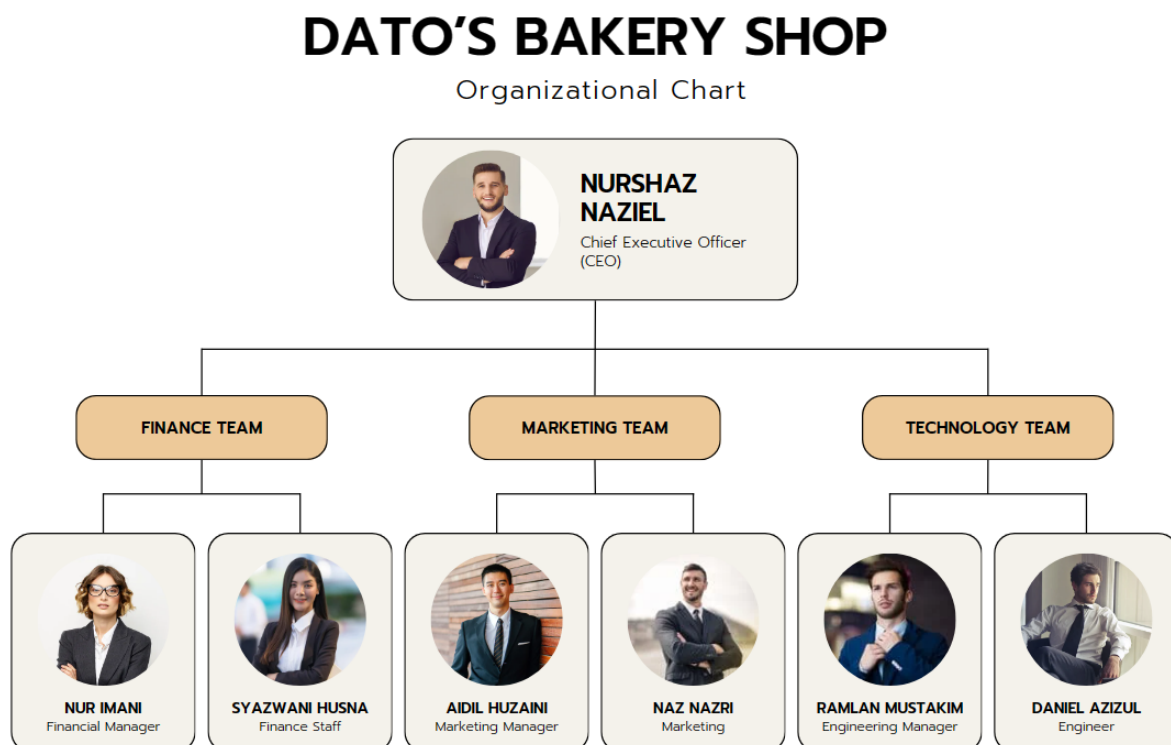 DATO’S BAKERY SHOP
Organizational Chart
NURSHAZ
NAZIEL
Chief Executive Officer
(CEO)
FINANCE TEAM
MARKETING TEAM
TECHNOLOGY TEAM
NUR IMANI
Financial Manager
SYAZWANI HUSNA
Finance Staff
AIDIL HUZAINI
Marketing Manager
NAZ NAZRI
Marketing
RAMLAN MUSTAKIM
Engineering Manager
DANIEL AZIZUL
Engineer